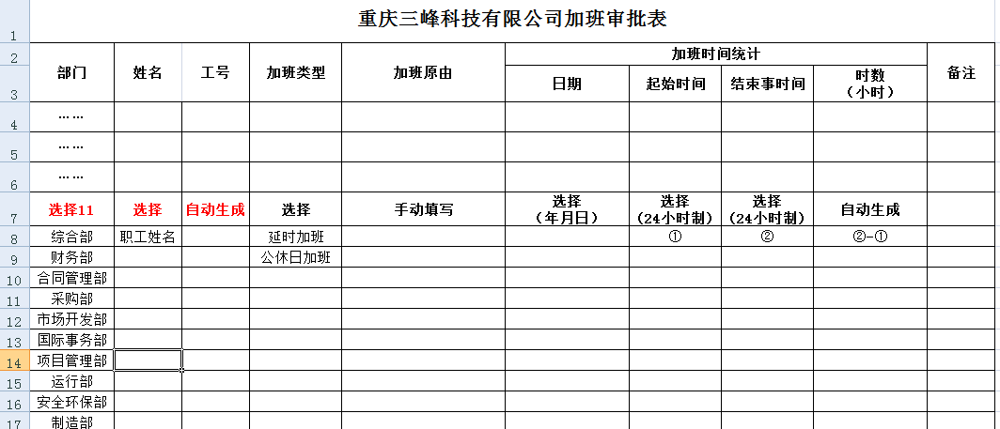 重庆三峰科技有限公司加班审批表
1
2
部门
姓名
工号
加班类型
加班原由
加班时间统计
备注
3
日期
起始时间
结束事时间
时数
（小时）
4
……
5
……
6
……
7
选择11
选择
自动生成
选择
手动填写
选择
（年月日）
选择
(24小时制)
选择
(24小时制)
自动生成
8
综合部
职工姓名
延时加班
①
②
②-①
9
财务部
公休日加班
10
合同管理部
11
采购部
12
市场开发部
13
国际事务部
14
项目管理部
15
运行部
16
安全环保部
17
制造部